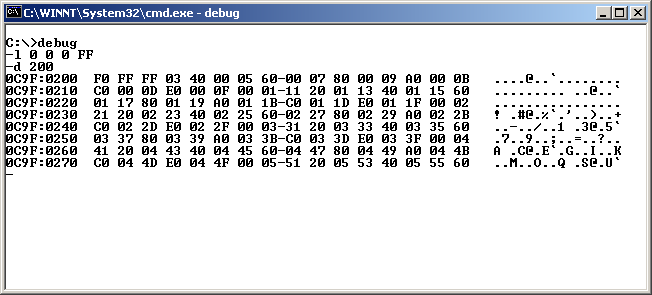 C:\WINNT\System32\cmd.exe - debug
C:\>debug
-l 0 0 0 FF
-d 200
0C9F:0200  F0 FF FF 03 40 00 05 60-00 07 80 00 09 A0 00 0B   ....@..`........
0C9F:0210  C0 00 0D E0 00 0F 00 01-11 20 01 13 40 01 15 60   ......... ..@..`
0C9F:0220  01 17 80 01 19 A0 01 1B-C0 01 1D E0 01 1F 00 02   ................
0C9F:0230  21 20 02 23 40 02 25 60-02 27 80 02 29 A0 02 2B   ! .#@.%`.'..)..+
0C9F:0240  C0 02 2D E0 02 2F 00 03-31 20 03 33 40 03 35 60   ..-../..1 .3@.5`
0C9F:0250  03 37 80 03 39 A0 03 3B-C0 03 3D E0 03 3F 00 04   .7..9..;..=..?..
0C9F:0260  41 20 04 43 40 04 45 60-04 47 80 04 49 A0 04 4B   A .C@.E`.G..I..K
0C9F:0270  C0 04 4D E0 04 4F 00 05-51 20 05 53 40 05 55 60   ..M..O..Q .S@.U`
-